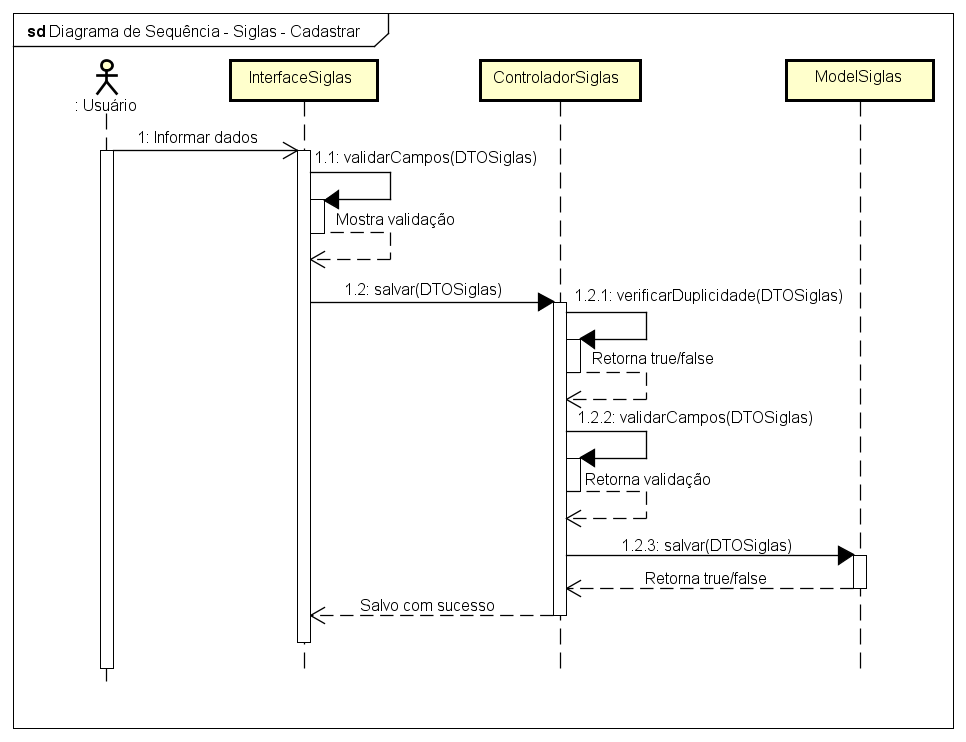 sd Diagrama de Sequência - Siglas - Cadastrar
: Usuário
InterfaceSiglas
ControladorSiglas
ModelSiglas
1: Informar dados
1.1: validarCampos(DTOSiglas)
Mostra validação
1.2: salvar(DTOSiglas)
1.2.1: verificarDuplicidade(DTOSiglas)
Retorna true/false
1.2.2: validarCampos(DTOSiglas)
Retorna validação
1.2.3: salvar(DTOSiglas)
Retorna true/false
Salvo com sucesso